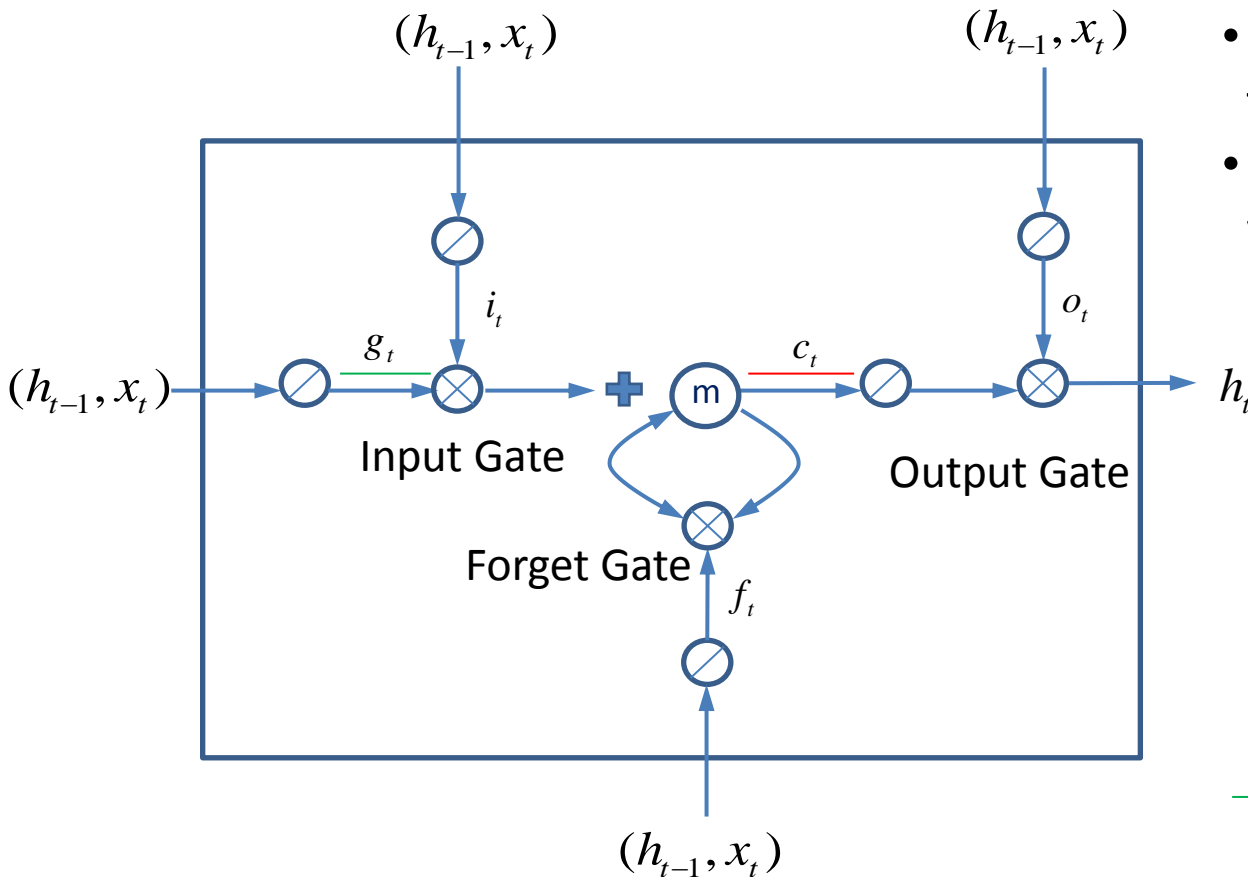 (h_{t-1}, x_t)
(h_{t-1}, x_t)
i_t
o_t
g_t
c_t
(h_{t-1}, x_t)
m
h_t
Input Gate
Output Gate
Forget Gate
f_t
(h_{t-1}, x_t)